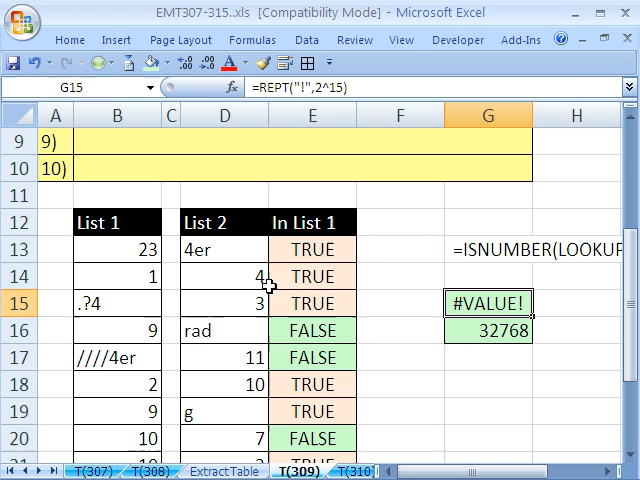 EMT307-315..xls [Compatibility Mode] - Microsoft Excel
Home Insert Page Layout Formulas Data Review View Developer Add-Ins
G15 fx =REPT("!",2^15)
A B C D E F G H
9 9)
10 10)
11
12 List 1 List 2 In List 1
13 23 4er TRUE =ISNUMBER(LOOKUP
14 1 4 TRUE
15 .?4 3 TRUE #VALUE!
16 9 rad FALSE 32768
17 ////4er 11 FALSE
18 2 10 TRUE
19 9 g TRUE
20 10 7 FALSE
T(307) T(308) Extract Table T(309) T(310)